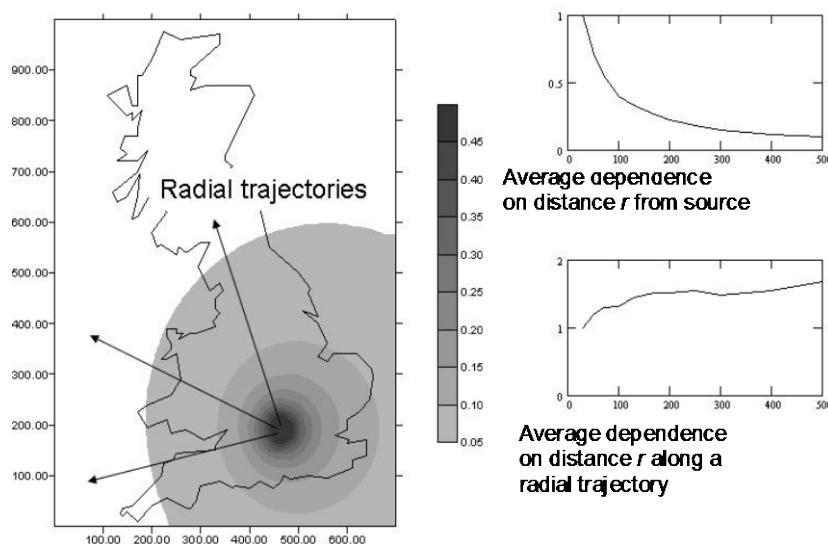 900.00
800.00
700.00
600.00
500.00
400.00
300.00
200.00
100.00
100.00 200.00 300.00 400.00 500.00 600.00
Radial trajectories
0.45
0.40
0.35
0.30
0.25
0.20
0.15
0.10
0.05
1
0.5
0
0 100 200 300 400 500
Average dependence
on distance r from source
2
1
0
0 100 200 300 400 500
Average dependence
on distance r along a
radial trajectory